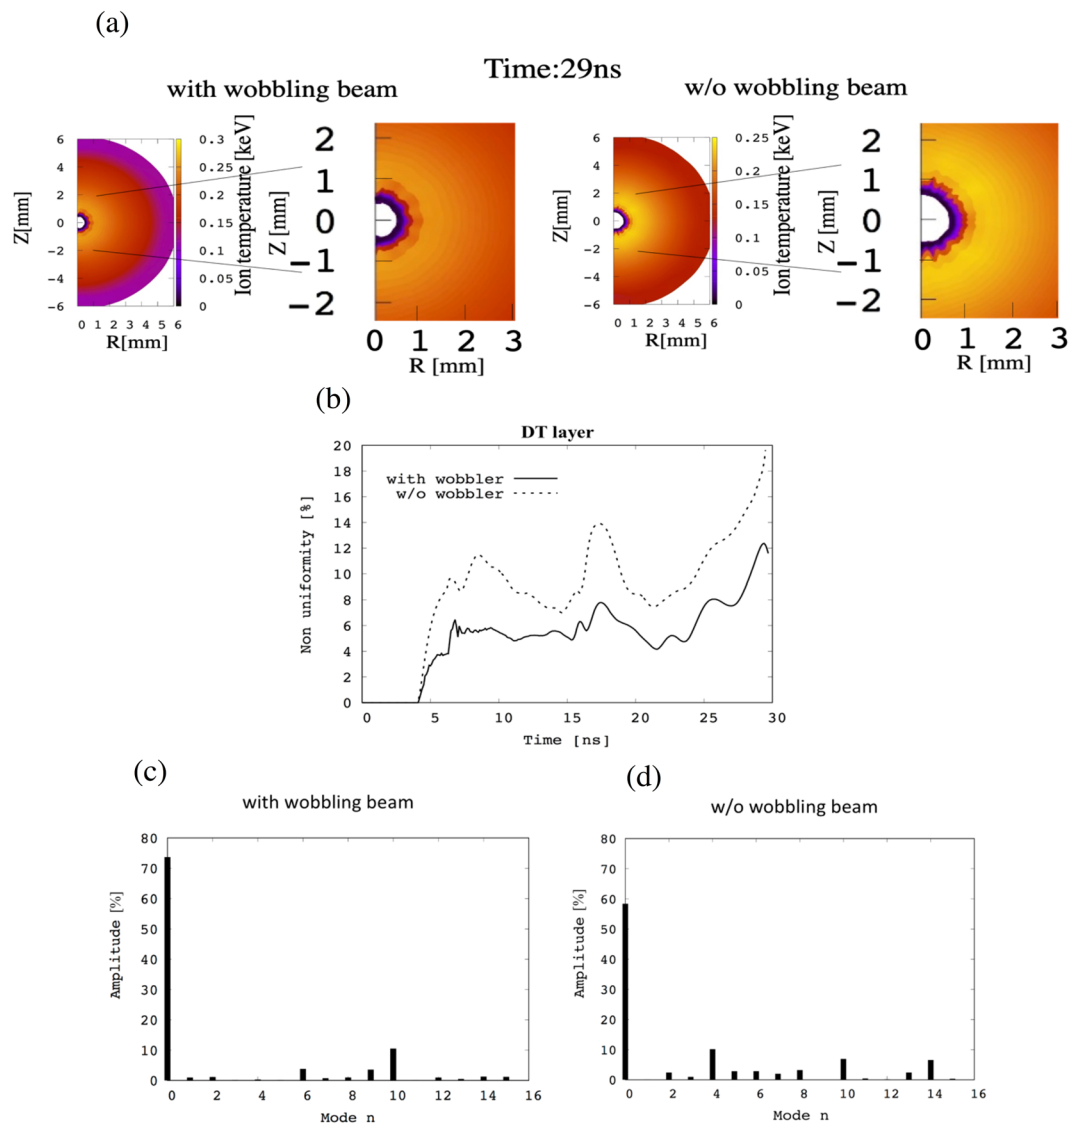 (a)
Time:29ns
with wobbling beam
w/o wobbling beam
6
4
2
0
-2
-4
-6
Z[mm]
0 1 2 3 4 5 6
R[mm]
0.3
0.25
0.2
0.15
0.1
0.05
0
Ion temperature [keV]
2
1
0
-1
-2
Z [mm]
0 1 2 3
R [mm]
6
4
2
0
-2
-4
-6
Z[mm]
0 1 2 3 4 5 6
R[mm]
0.25
0.2
0.15
0.1
0.05
0
Ion temperature [keV]
2
1
0
-1
-2
Z [mm]
0 1 2 3
R [mm]
(b)
DT layer
with wobbler
w/o wobbler
20
18
16
14
12
10
8
6
4
2
0
Non uniformity [%]
0 5 10 15 20 25 30
Time [ns]
(c)
with wobbling beam
80
70
60
50
40
30
20
10
0
Amplitude [%]
0 2 4 6 8 10 12 14 16
Mode n
(d)
w/o wobbling beam
80
70
60
50
40
30
20
10
0
Amplitude [%]
0 2 4 6 8 10 12 14 16
Mode n